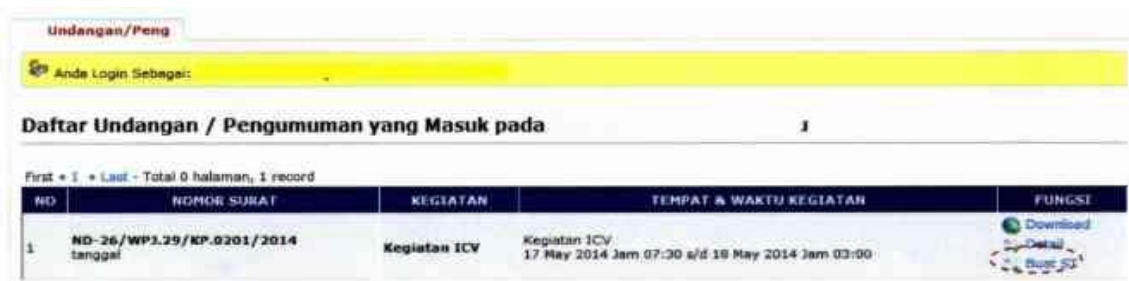 Undangan/Peng
Anda Login Sebagai:
Daftar Undangan / Pengumuman yang Masuk pada
First • 1 • Last - Total 0 halaman, 1 record
NO NOMOR SURAT KEGIATAN TEMPAT & WAKTU KEGIATAN FUNGSI
1 ND-26/WPJ.29/KP.0201/2014 Kegiatan ICV Kegiatan ICV Download
tanggal 17 May 2014 Jam 07:30 s/d 18 May 2014 Jam 03:00 Detail
Buat ST